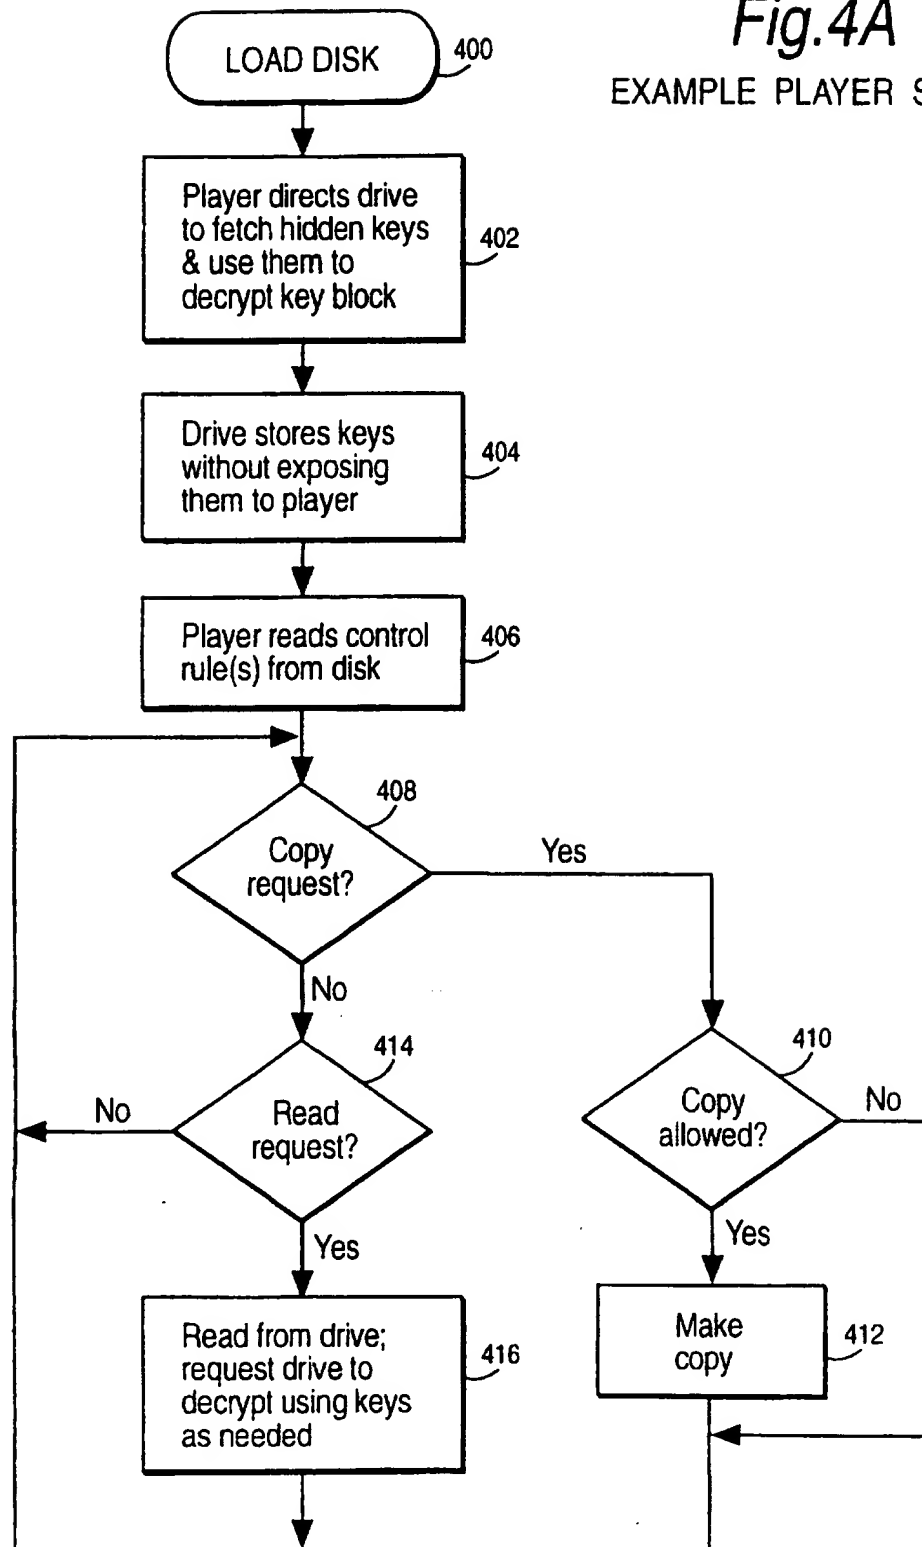 Fig.4A
EXAMPLE PLAYER S
LOAD DISK
400
Player directs drive
to fetch hidden keys
& use them to
decrypt key block
402
Drive stores keys
without exposing
them to player
404
Player reads control
rule(s) from disk
406
408
Copy
request?
Yes
No
414
Read
request?
No
Yes
410
Copy
allowed?
No
Yes
Read from drive;
request drive to
decrypt using keys
as needed
416
Make
copy
412